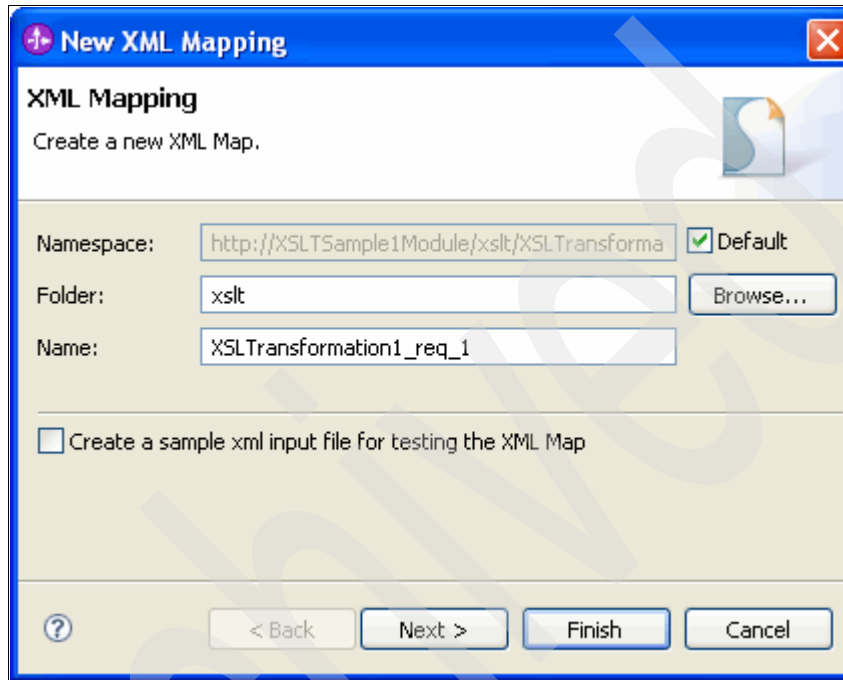 New XML Mapping
XML Mapping
Create a new XML Map.
Namespace: http://XSLTSample1Module/xslt/XSLTransforma Default
Folder: xslt Browse...
Name: XSLTransformation1_req_1
Create a sample xml input file for testing the XML Map
? < Back Next > Finish Cancel